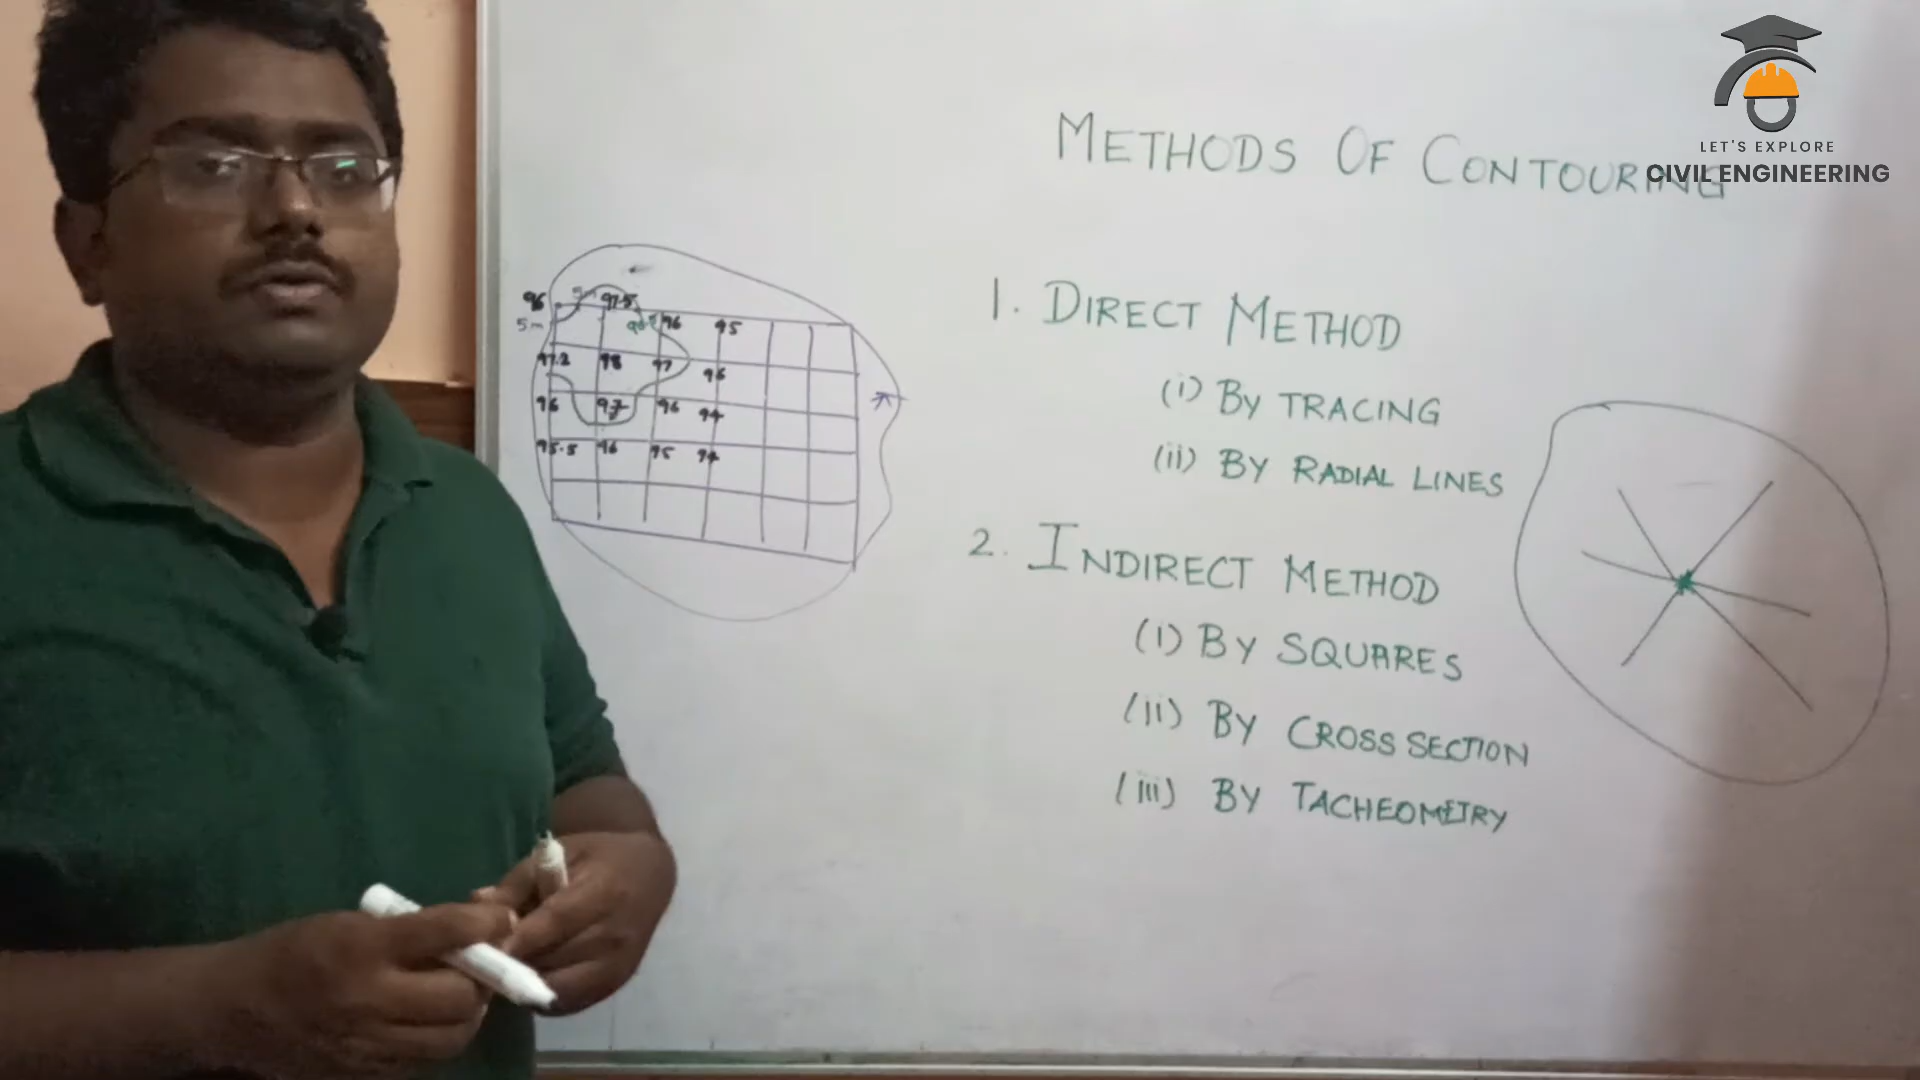 LET'S EXPLORE
CIVIL ENGINEERING
METHODS OF CONTOURING
1. DIRECT METHOD
(i) BY TRACING
(ii) BY RADIAL LINES
2. INDIRECT METHOD
(i) BY SQUARES
(ii) BY CROSS SECTION
(iii) BY TACHEOMETRY
96 5m 97.5
5m 96 95
97.2 98 97 96
96 97 96 94
95.5 96 95 94